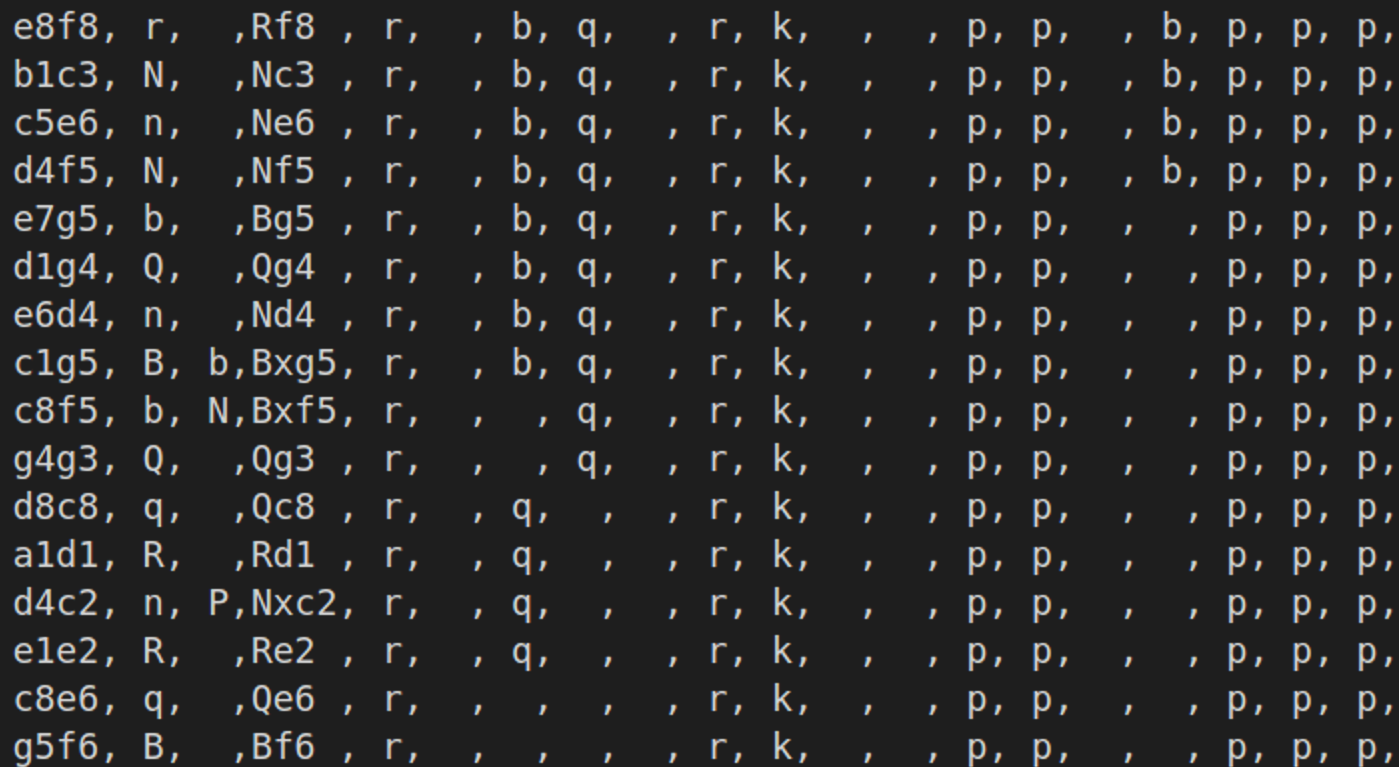 e8f8, r,  ,Rf8 , r,  , b, q,  , r, k,  ,  , p, p,  , b, p, p, p,
b1c3, N,  ,Nc3 , r,  , b, q,  , r, k,  ,  , p, p,  , b, p, p, p,
c5e6, n,  ,Ne6 , r,  , b, q,  , r, k,  ,  , p, p,  , b, p, p, p,
d4f5, N,  ,Nf5 , r,  , b, q,  , r, k,  ,  , p, p,  , b, p, p, p,
e7g5, b,  ,Bg5 , r,  , b, q,  , r, k,  ,  , p, p,  ,  , p, p, p,
d1g4, Q,  ,Qg4 , r,  , b, q,  , r, k,  ,  , p, p,  ,  , p, p, p,
e6d4, n,  ,Nd4 , r,  , b, q,  , r, k,  ,  , p, p,  ,  , p, p, p,
c1g5, B, b,Bxg5, r,  , b, q,  , r, k,  ,  , p, p,  ,  , p, p, p,
c8f5, b, N,Bxf5, r,  ,  , q,  , r, k,  ,  , p, p,  ,  , p, p, p,
g4g3, Q,  ,Qg3 , r,  ,  , q,  , r, k,  ,  , p, p,  ,  , p, p, p,
d8c8, q,  ,Qc8 , r,  , q,  ,  , r, k,  ,  , p, p,  ,  , p, p, p,
a1d1, R,  ,Rd1 , r,  , q,  ,  , r, k,  ,  , p, p,  ,  , p, p, p,
d4c2, n, P,Nxc2, r,  , q,  ,  , r, k,  ,  , p, p,  ,  , p, p, p,
e1e2, R,  ,Re2 , r,  , q,  ,  , r, k,  ,  , p, p,  ,  , p, p, p,
c8e6, q,  ,Qe6 , r,  ,  ,  ,  , r, k,  ,  , p, p,  ,  , p, p, p,
g5f6, B,  ,Bf6 , r,  ,  ,  ,  , r, k,  ,  , p, p,  ,  , p, p, p,